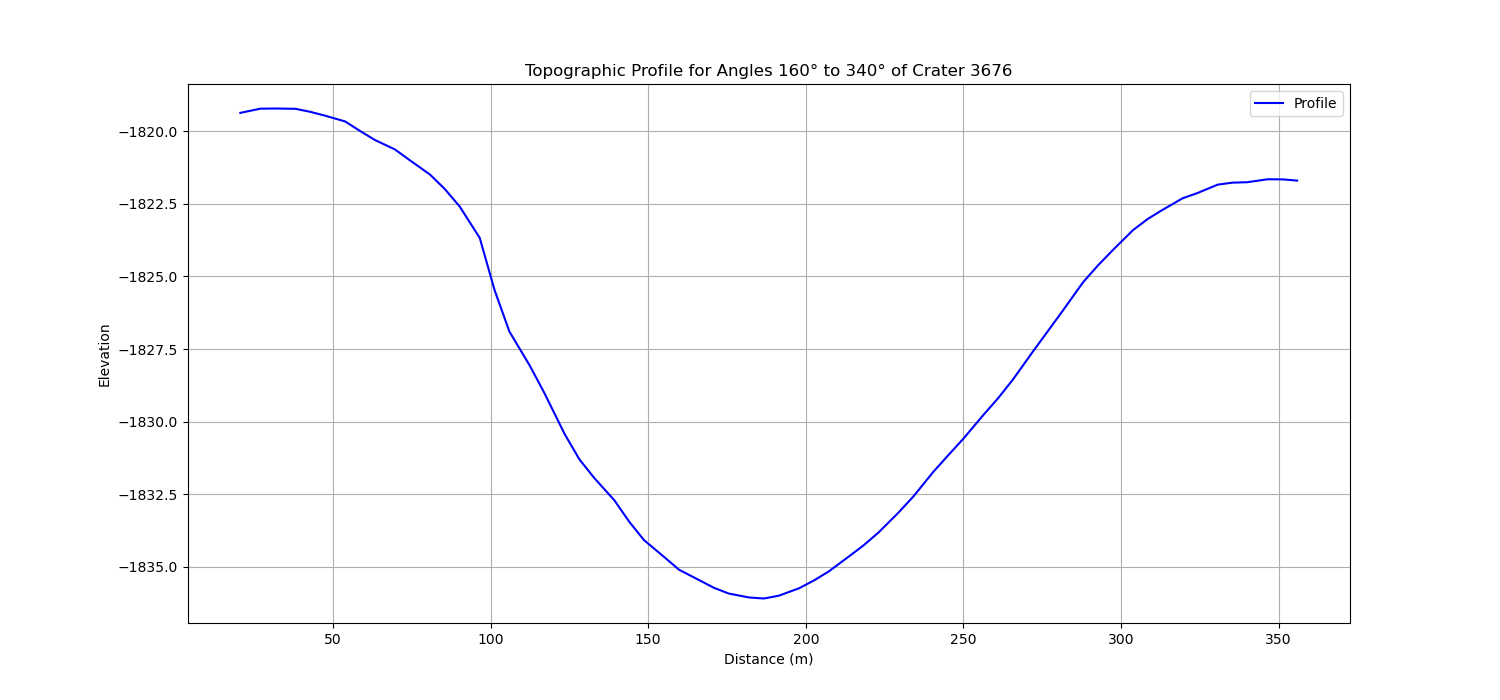 Topographic Profile for Angles 160° to 340° of Crater 3676
Profile
−1820.0
−1822.5
−1825.0
−1827.5
−1830.0
−1832.5
−1835.0
Elevation
50 100 150 200 250 300 350
Distance (m)